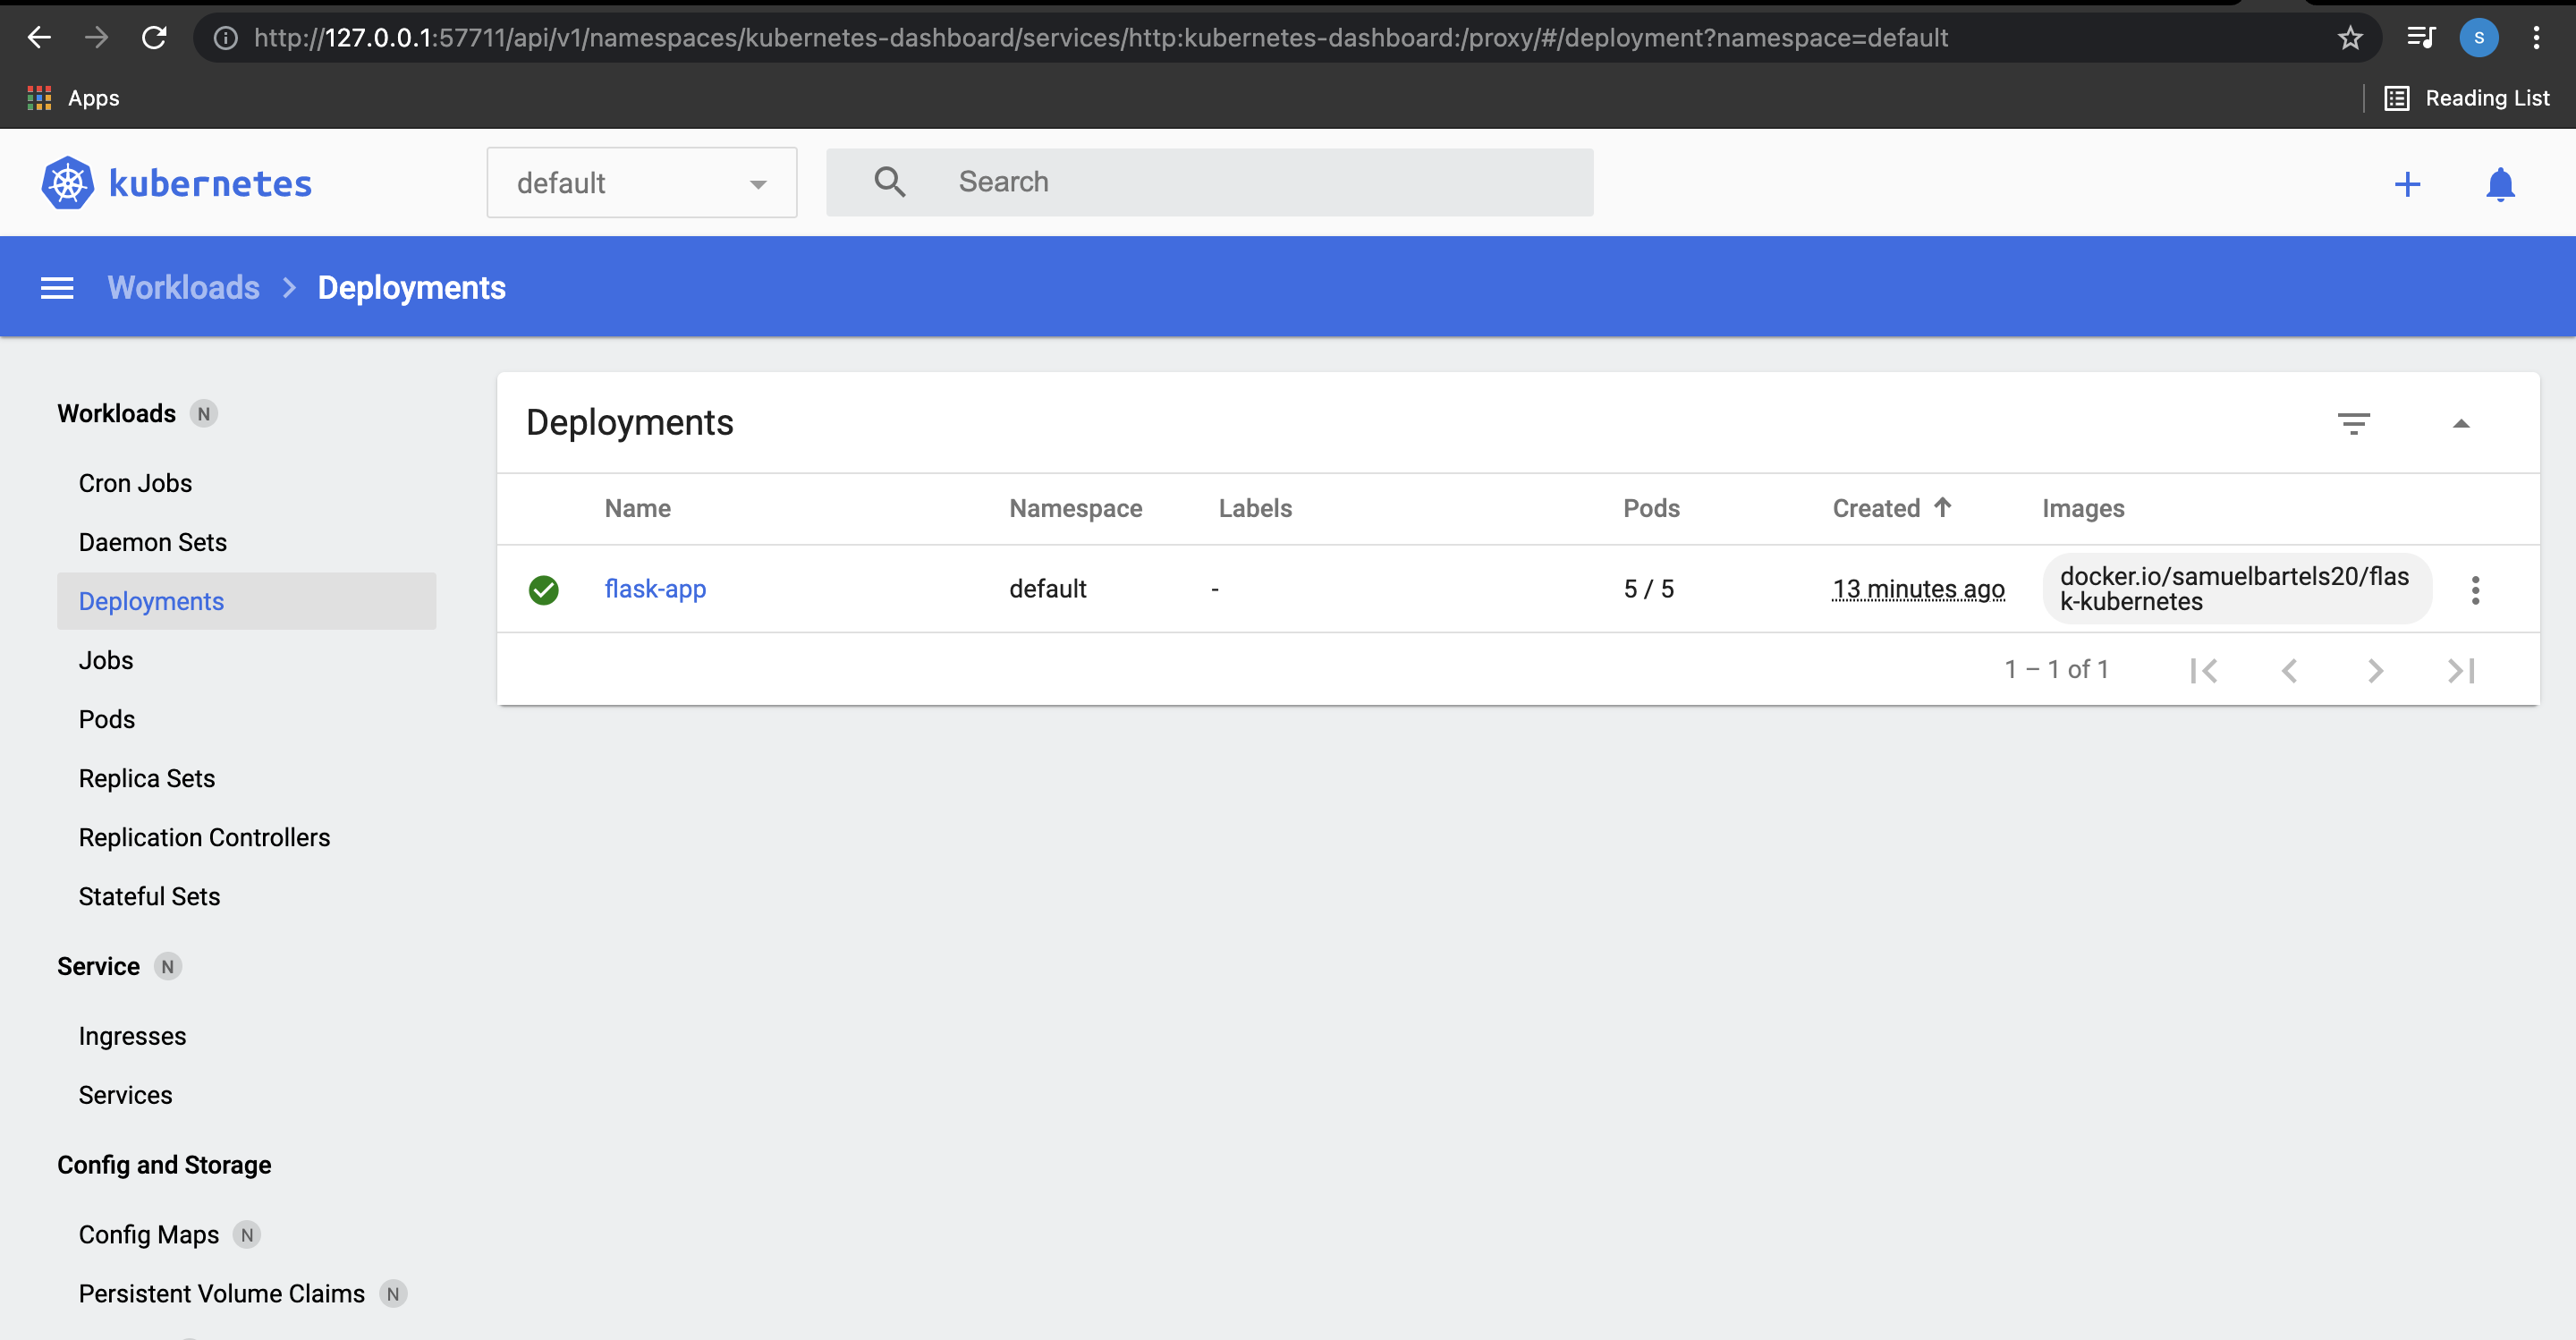 http://127.0.0.1:57711/api/v1/namespaces/kubernetes-dashboard/services/http:kubernetes-dashboard:/proxy/#/deployment?namespace=default
S
Apps
Reading List
kubernetes
default
Search
Workloads
Deployments
Workloads N
Cron Jobs
Daemon Sets
Deployments
Jobs
Pods
Replica Sets
Replication Controllers
Stateful Sets
Service N
Ingresses
Services
Config and Storage
Config Maps N
Persistent Volume Claims N
Deployments
Name Namespace Labels Pods Created Images
flask-app default - 5 / 5 13 minutes ago docker.io/samuelbartels20/flas
k-kubernetes
1 – 1 of 1